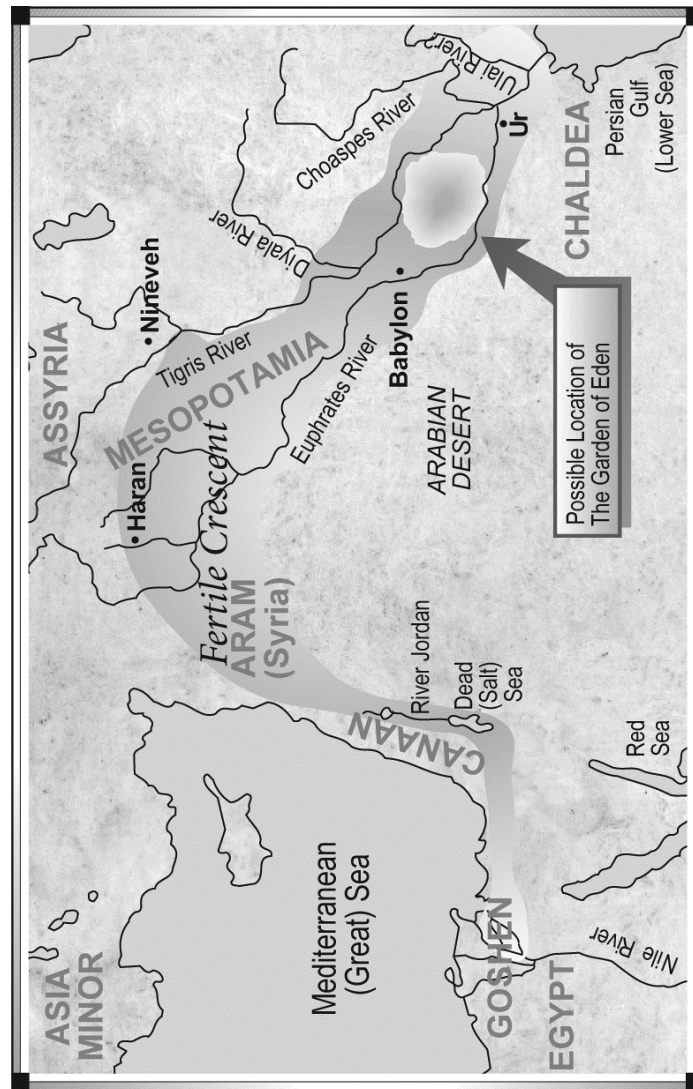 ASIA
MINOR
ASSYRIA
Nineveh
Haran
Tigris River
MESOPOTAMIA
Fertile Crescent
ARAM
(Syria)
Euphrates River
Diyala River
Choaspes River
Ulai River?
Babylon
Ur
ARABIAN
DESERT
CHALDEA
Persian
Gulf
(Lower Sea)
Possible Location of
The Garden of Eden
Mediterranean
(Great) Sea
CANAAN
River Jordan
Dead
(Salt)
Sea
GOSHEN
EGYPT
Nile River
Red
Sea